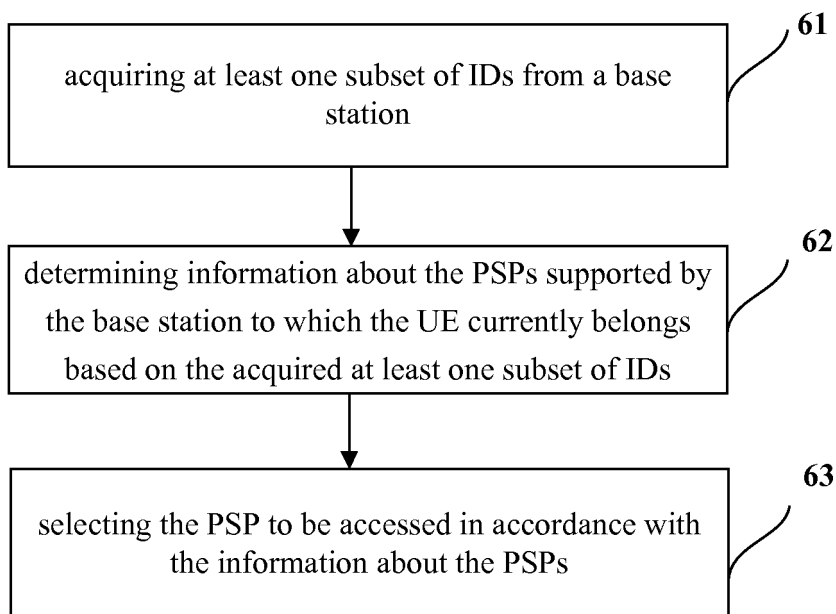 61
acquiring at least one subset of IDs from a base
station
62
determining information about the PSPs supported by
the base station to which the UE currently belongs
based on the acquired at least one subset of IDs
63
selecting the PSP to be accessed in accordance with
the information about the PSPs